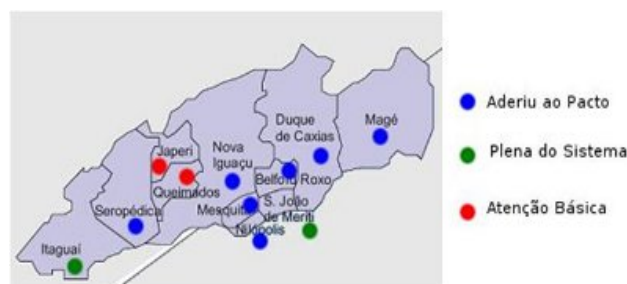 Magé
Duque
de Caxias
Nova
Iguaçu
Japeri
Belford Roxo
Queimados
Mesquita
S. João
de Meriti
Nilópolis
Seropédica
Itaguaí
Aderiu ao Pacto
Plena do Sistema
Atenção Básica